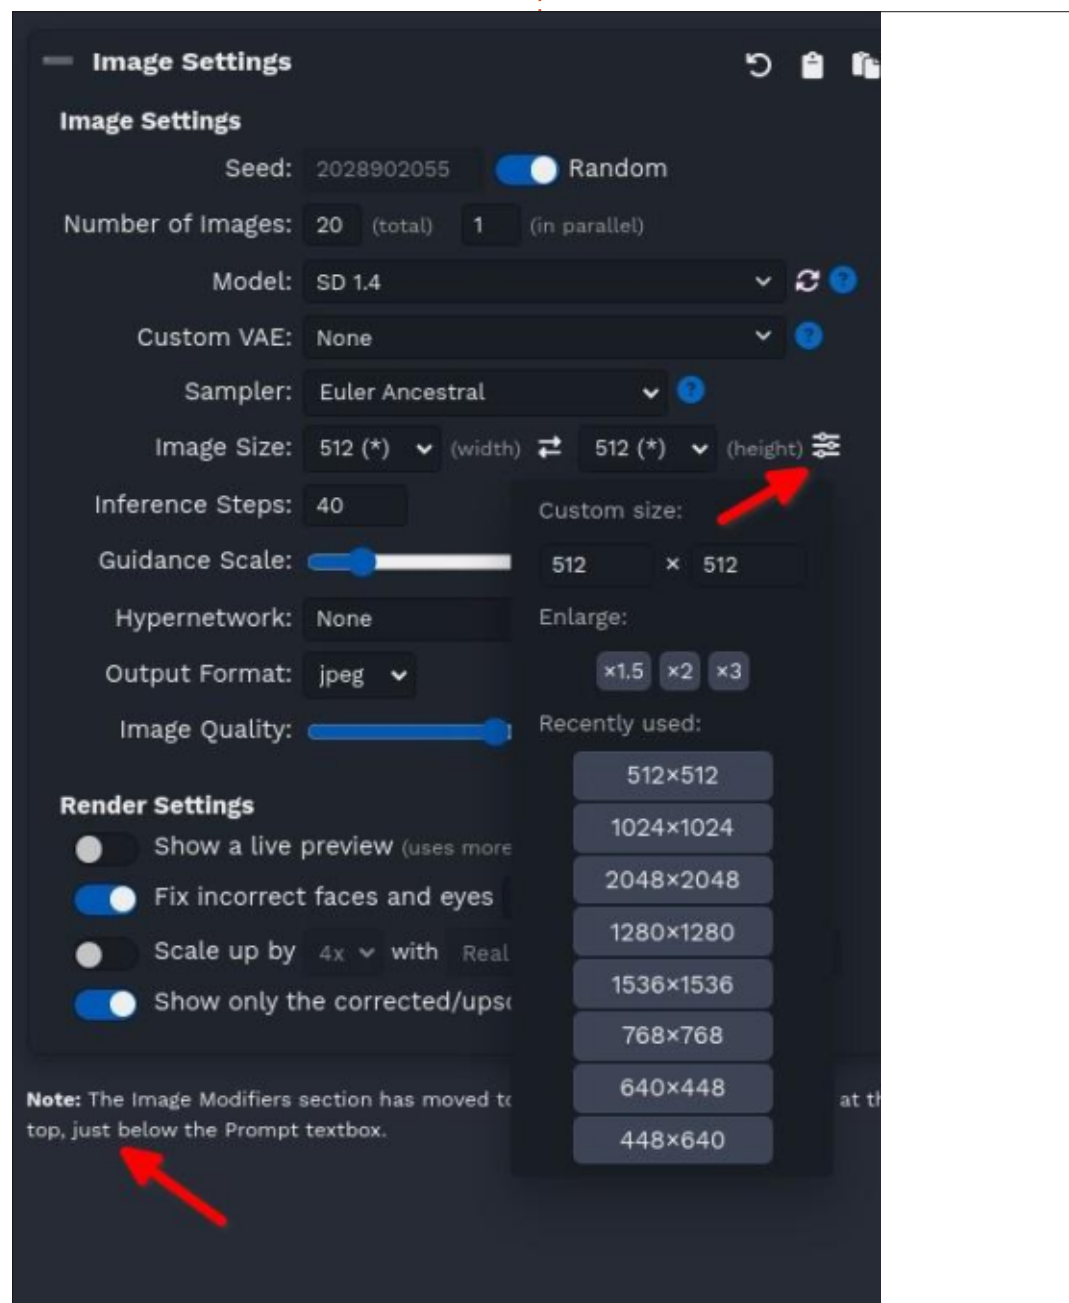 Image Settings
Image Settings
Seed: 2028902055 Random
Number of Images: 20 (total) 1 (in parallel)
Model: SD 1.4 ?
Custom VAE: None ?
Sampler: Euler Ancestral ?
Image Size: 512 (*) (width) 512 (*) (height)
Inference Steps: 40
Guidance Scale:
Hypernetwork: None
Output Format: jpeg
Image Quality:
Custom size:
512 × 512
Enlarge:
×1.5 ×2 ×3
Recently used:
512×512
1024×1024
2048×2048
1280×1280
1536×1536
768×768
640×448
448×640
Render Settings
Show a live preview (uses more
Fix incorrect faces and eyes
Scale up by 4x with Real
Show only the corrected/upsc
Note: The Image Modifiers section has moved to at th
top, just below the Prompt textbox.